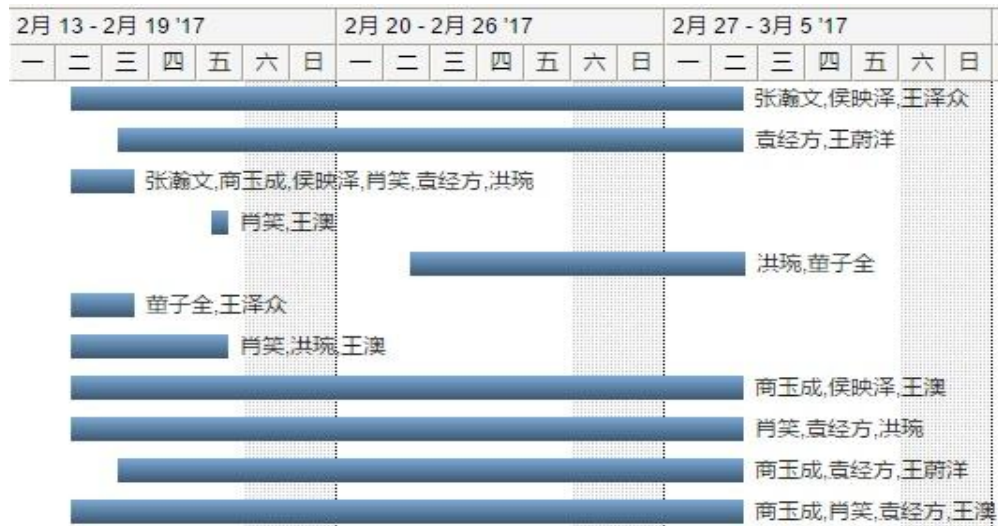 2月 13 - 2月 19 '17 2月 20 - 2月 26 '17 2月 27 - 3月 5 '17
一 二 三 四 五 六 日 一 二 三 四 五 六 日 一 二 三 四 五 六 日
张瀚文,侯映泽,王泽众
袁经方,王蔚洋
张瀚文,商玉成,侯映泽,肖笑,袁经方,洪琬
肖笑,王澳
洪琬,董子全
董子全,王泽众
肖笑,洪琬,王澳
商玉成,侯映泽,王澳
肖笑,袁经方,洪琬
商玉成,袁经方,王蔚洋
商玉成,肖笑,袁经方,王澳